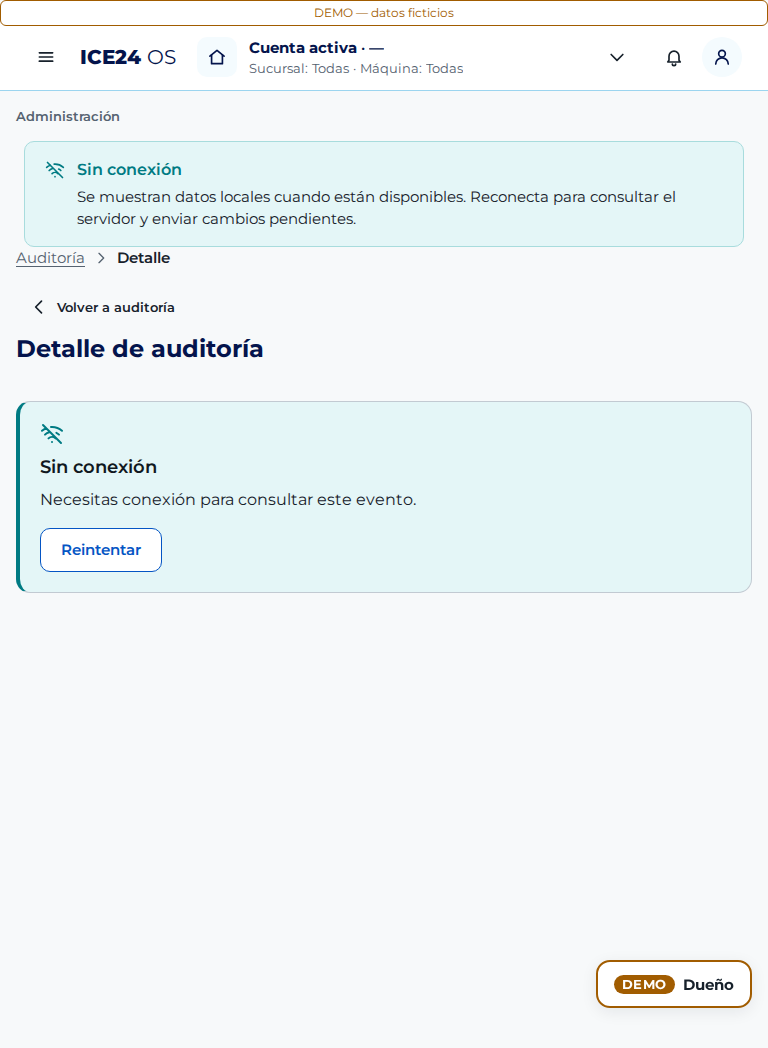 DEMO — datos ficticios
ICE24 OS
Cuenta activa · —
Sucursal: Todas · Máquina: Todas
Administración
Sin conexión
Se muestran datos locales cuando están disponibles. Reconecta para consultar el
servidor y enviar cambios pendientes.
Auditoría > Detalle
Volver a auditoría
Detalle de auditoría
Sin conexión
Necesitas conexión para consultar este evento.
Reintentar
DEMO Dueño